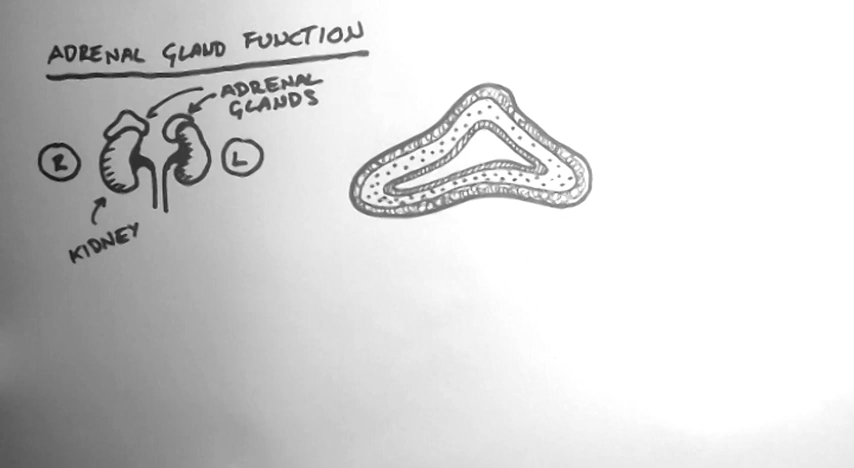 ADRENAL GLAND FUNCTION
ADRENAL
GLANDS
R
L
KIDNEY